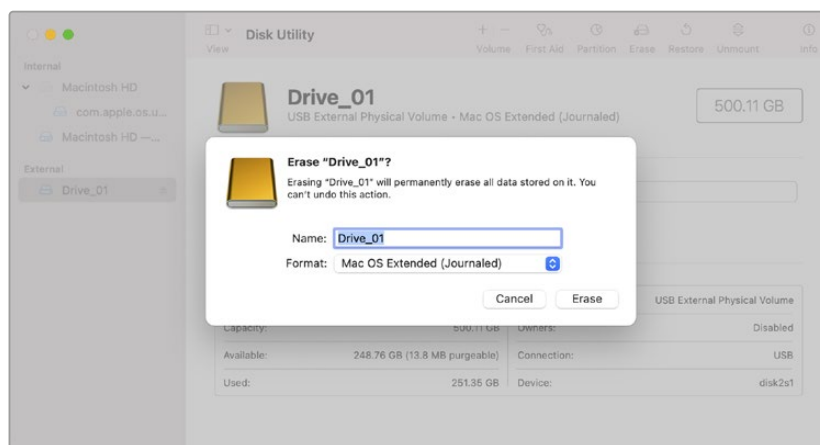 View
Disk Utility
Volume
First Aid
Partition
Erase
Restore
Unmount
Info
Internal
Macintosh HD
com.apple.os.u...
Macintosh HD —...
External
Drive_01
Drive_01
USB External Physical Volume • Mac OS Extended (Journaled)
500.11 GB
Erase "Drive_01"?
Erasing "Drive_01" will permanently erase all data stored on it. You
can't undo this action.
Name: Drive_01
Format: Mac OS Extended (Journaled)
Cancel
Erase
USB External Physical Volume
Capacity: 500.11 GB
Owners: Disabled
Available: 248.76 GB (13.8 MB purgeable)
Connection: USB
Used: 251.35 GB
Device: disk2s1